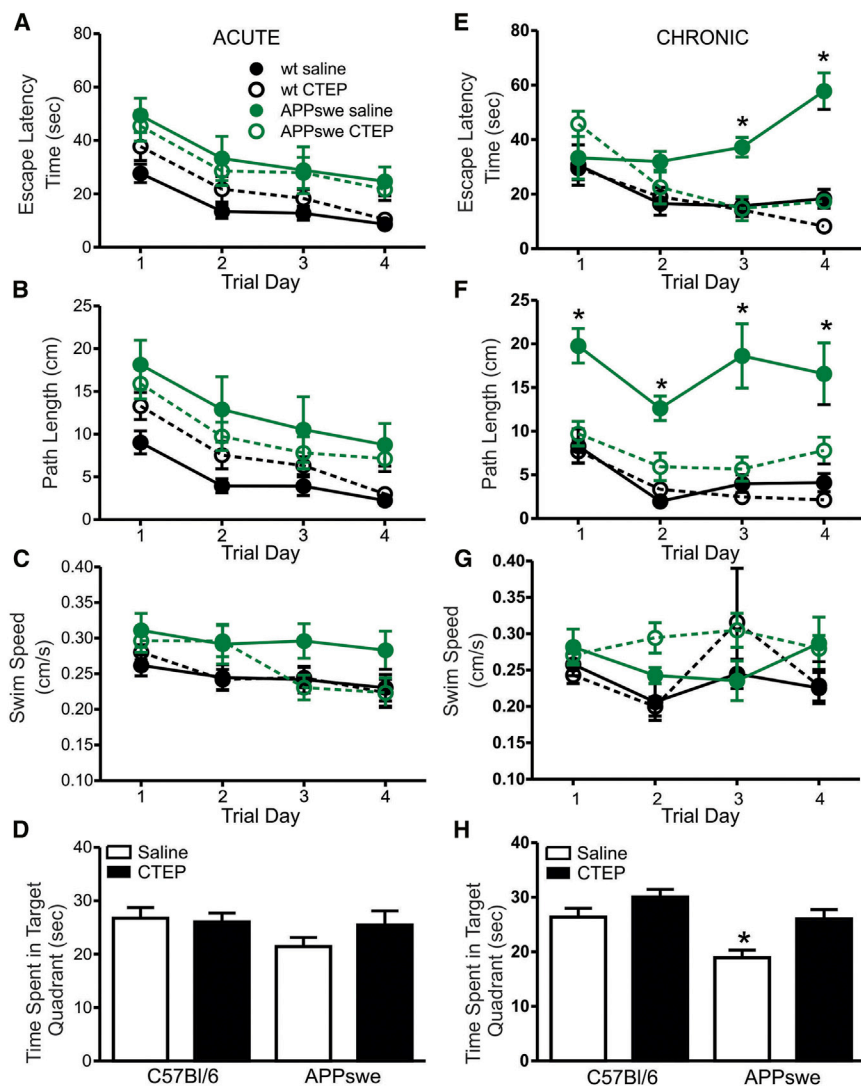 A
ACUTE
Escape Latency
Time (sec)
80
60
40
20
0
wt saline
wt CTEP
APPswe saline
APPswe CTEP
1 2 3 4
Trial Day
B
Path Length (cm)
25
20
15
10
5
0
1 2 3 4
Trial Day
C
Swim Speed
(cm/s)
0.40
0.35
0.30
0.25
0.20
0.15
0.10
1 2 3 4
Trial Day
D
Time Spent in Target
Quadrant (sec)
40
30
20
10
0
Saline
CTEP
C57Bl/6 APPswe
E
CHRONIC
Escape Latency
Time (sec)
80
60
40
20
0
* *
1 2 3 4
Trial Day
F
Path Length (cm)
25
20
15
10
5
0
* * * *
1 2 3 4
Trial Day
G
Swim Speed
(cm/s)
0.40
0.35
0.30
0.25
0.20
0.15
0.10
1 2 3 4
Trial Day
H
Time Spent in Target
Quadrant (sec)
40
30
20
10
0
Saline
CTEP
*
C57Bl/6 APPswe